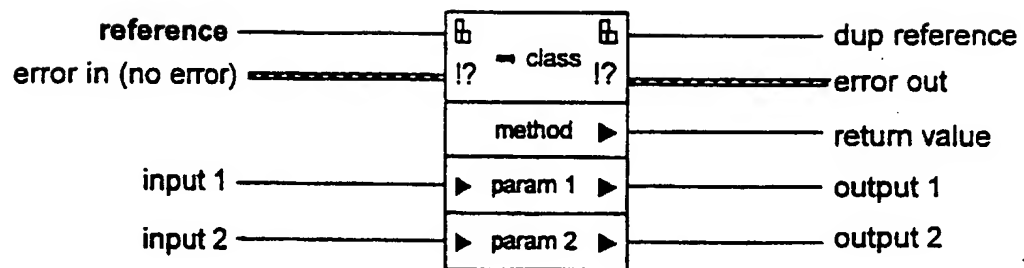 reference
dup reference
error in (no error)
!? class !?
error out
method
return value
input 1
param 1
output 1
input 2
param 2
output 2